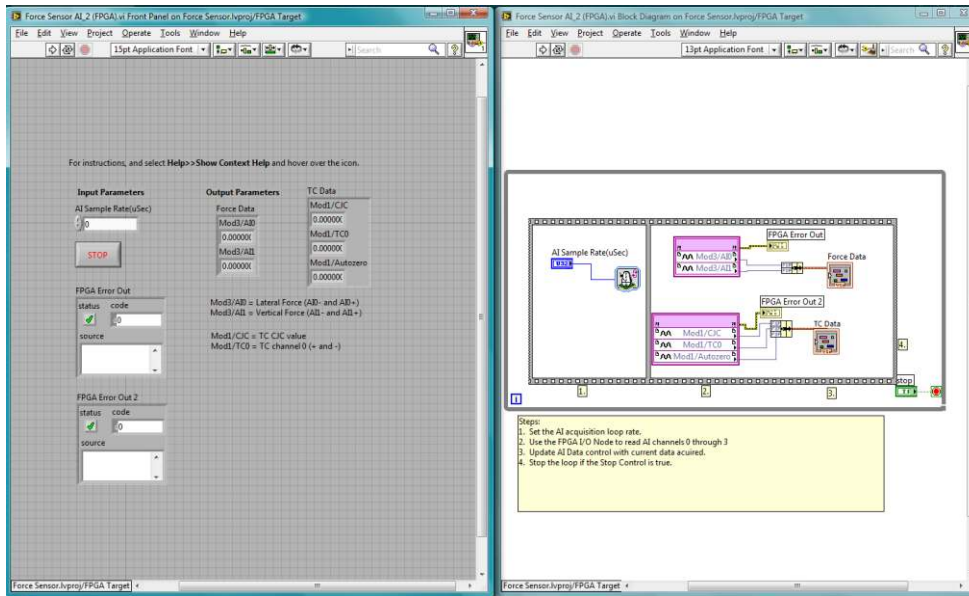 Force Sensor AI_2 (FPGA).vi Front Panel on Force Sensor.lvproj/FPGA Target
File Edit View Project Operate Tools Window Help
15pt Application Font
Search
For instructions, and select Help>>Show Context Help and hover over the icon.
Input Parameters
AI Sample Rate(uSec)
0
STOP
Output Parameters
Force Data
Mod3/AI0
0.00000
Mod3/AI1
0.00000
TC Data
Mod1/CJC
0.00000
Mod1/TC0
0.00000
Mod1/Autozero
0.00000
Mod3/AI0 = Lateral Force (AI0- and AI0+)
Mod3/AI1 = Vertical Force (AI1- and AI1+)
Mod1/CJC = TC CJC value
Mod1/TC0 = TC channel 0 (+ and -)
FPGA Error Out
status code
0
source
FPGA Error Out 2
status code
0
source
Force Sensor.lvproj/FPGA Target
Force Sensor AI_2 (FPGA).vi Block Diagram on Force Sensor.lvproj/FPGA Target
File Edit View Project Operate Tools Window Help
13pt Application Font
Search
AI Sample Rate(uSec)
U32
FPGA Error Out
Mod3/AI0
Mod3/AI1
Force Data
FPGA Error Out 2
Mod1/CJC
Mod1/TC0
Mod1/Autozero
TC Data
4.
stop
TF
i
1.
2.
3.
Steps:
1. Set the AI acquisition loop rate.
2. Use the FPGA I/O Node to read AI channels 0 through 3
3. Update AI Data control with current data acuired.
4. Stop the loop if the Stop Control is true.
Force Sensor.lvproj/FPGA Target